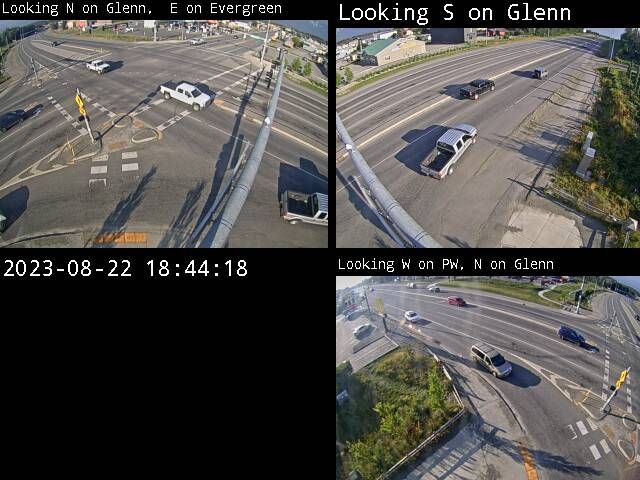 Looking N on Glenn, E on Evergreen
Looking S on Glenn
2023-08-22 18:44:18
Looking W on PW, N on Glenn